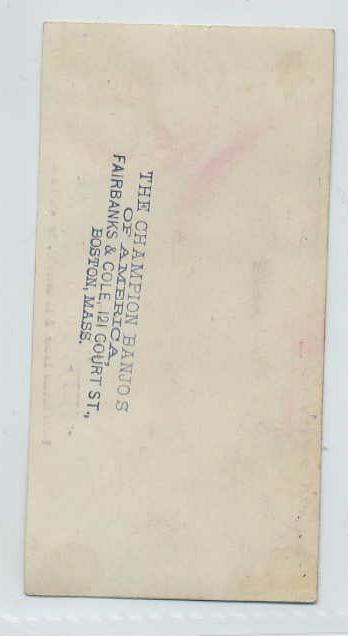 THE CHAMPION BANJOS
OF AMERICA,
FAIRBANKS & COLE, 121 COURT ST.,
BOSTON, MASS.